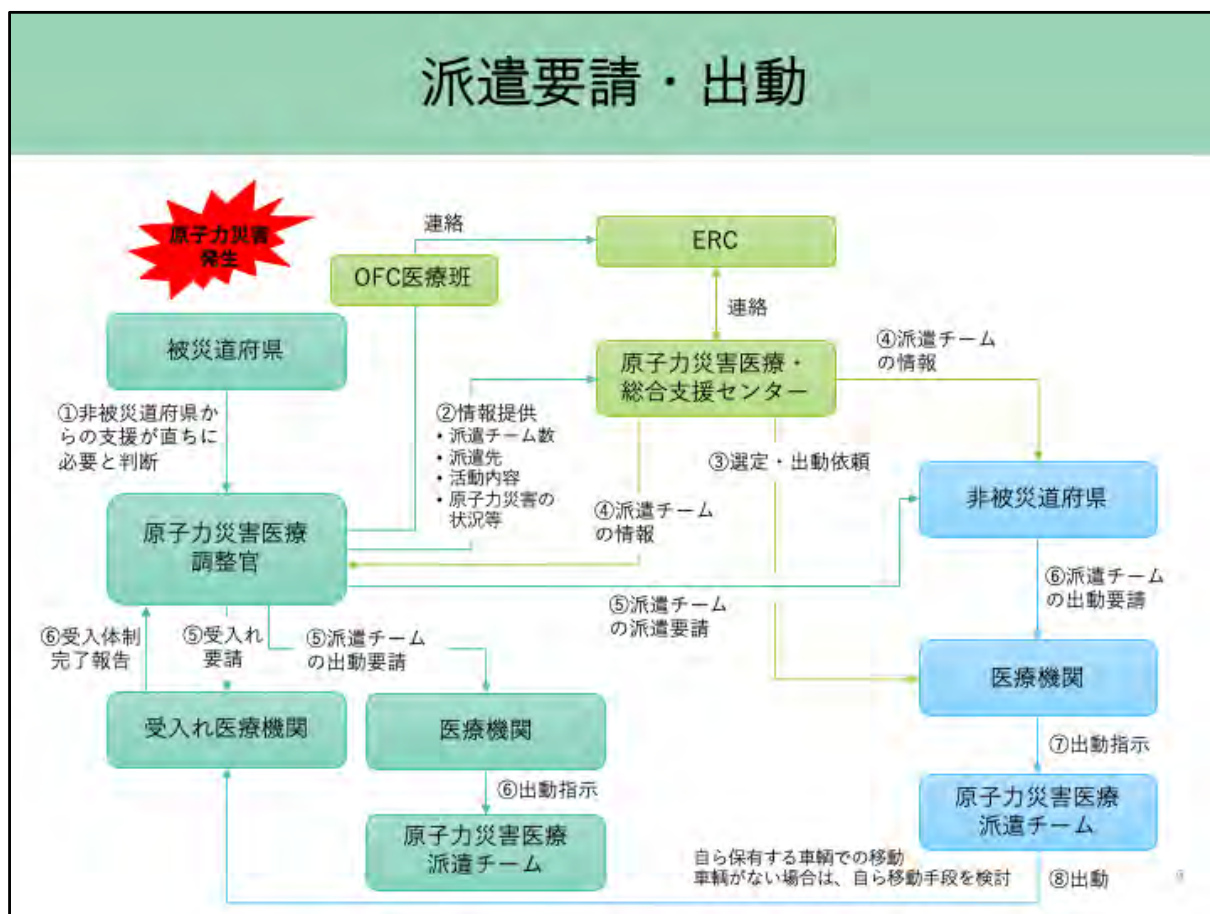 派遣要請・出動
原子力災害
発生
連絡
ERC
OFC医療班
連絡
被災道府県
原子力災害医療・
総合支援センター
④派遣チーム
の情報
①非被災道府県か
らの支援が直ちに
必要と判断
②情報提供
・派遣チーム数
・派遣先
・活動内容
・原子力災害の
状況等
③選定・出動依頼
非被災道府県
原子力災害医療
調整官
④派遣チーム
の情報
⑥派遣チーム
の出動要請
⑤派遣チーム
の派遣要請
⑥受入体制
完了報告
⑤受入れ
要請
⑤派遣チーム
の出動要請
医療機関
受入れ医療機関
医療機関
⑦出動指示
⑥出動指示
原子力災害医療
派遣チーム
原子力災害医療
派遣チーム
自ら保有する車輌での移動
車輌がない場合は、自ら移動手段を検討
⑧出動